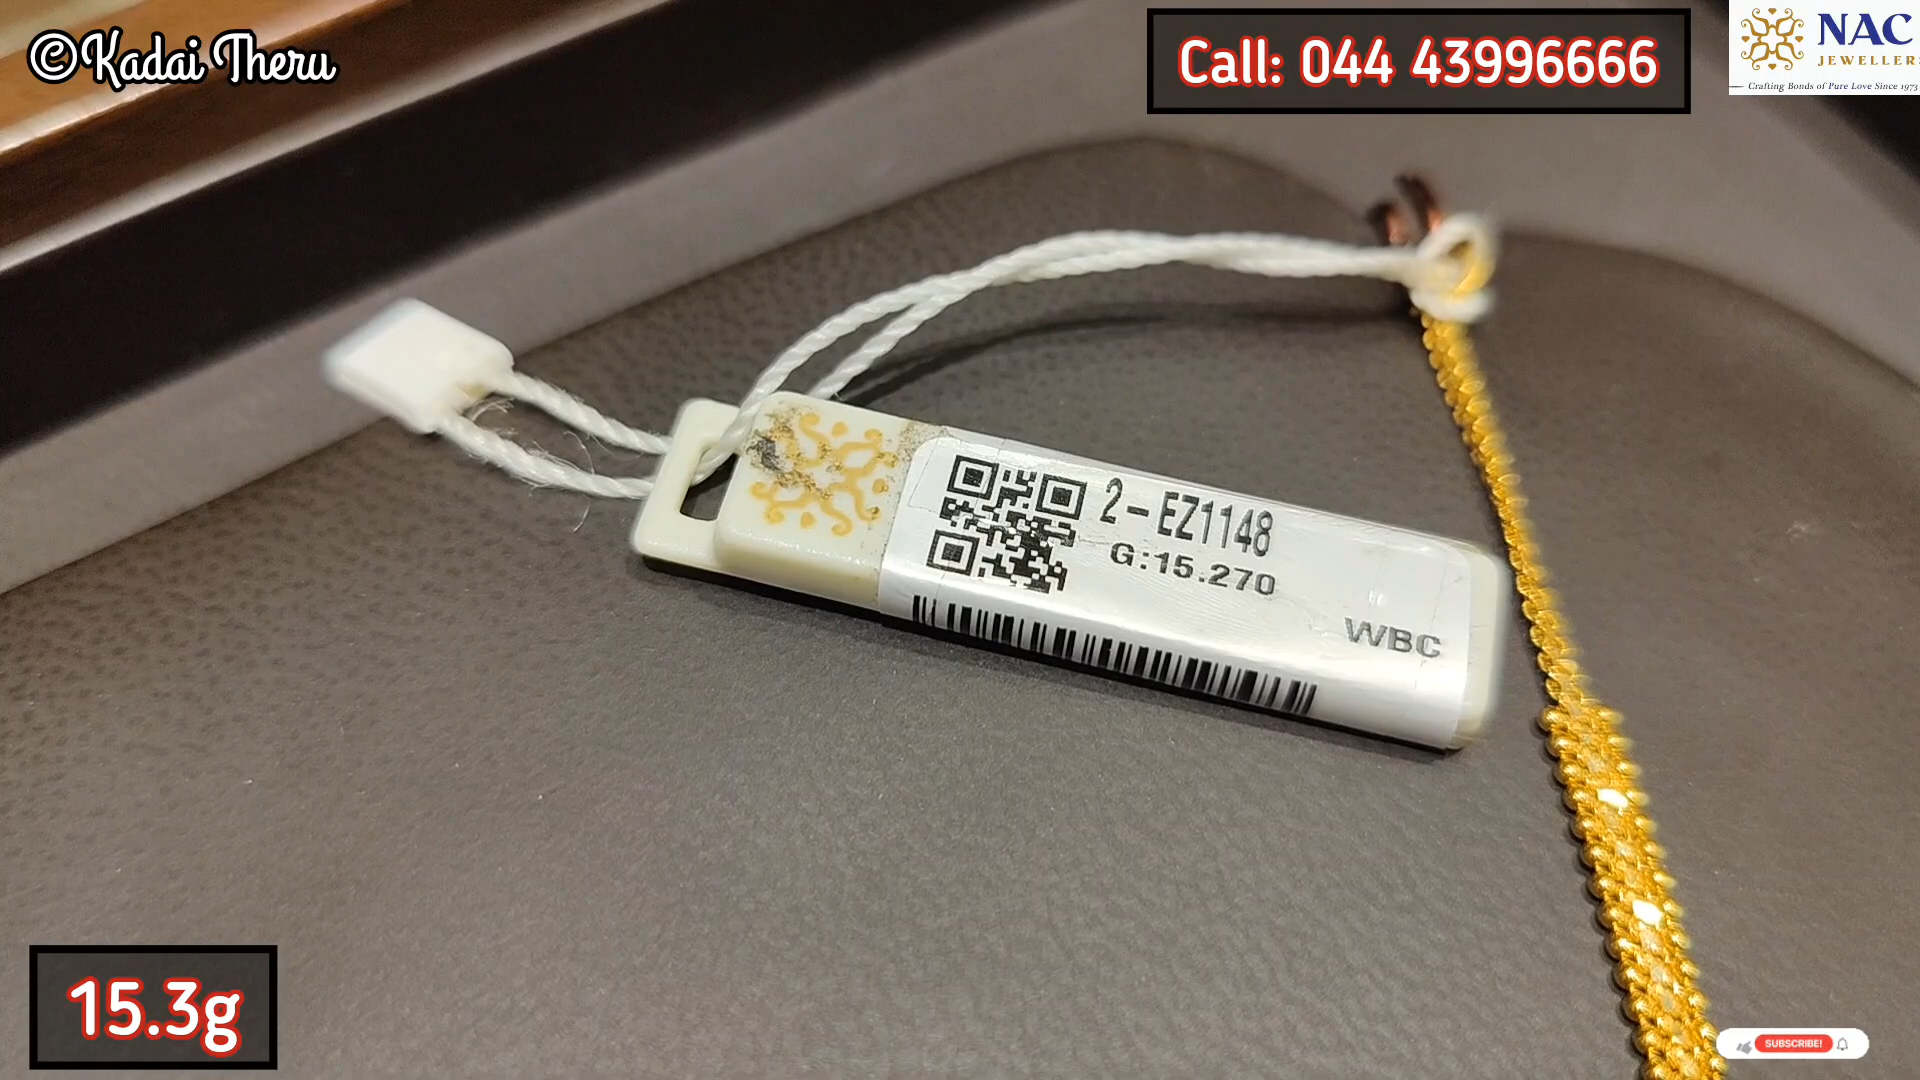 ©Kadai Theru
Call: 044 43996666
NAC
JEWELLERS
Crafting Bonds of Pure Love Since 1973
2-EZ1148
G:15.270
WBC
15.3g
SUBSCRIBE!